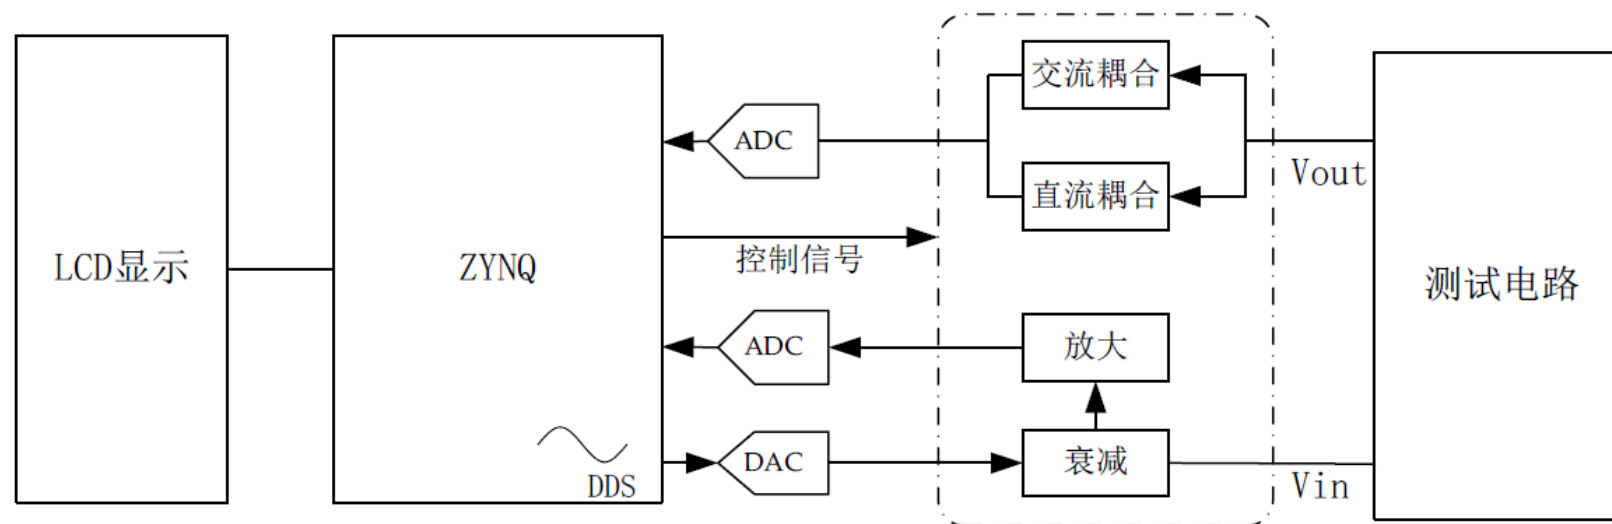 交流耦合
ADC
直流耦合
Vout
LCD显示
ZYNQ
控制信号
测试电路
ADC
放大
DAC
衰减
DDS
Vin